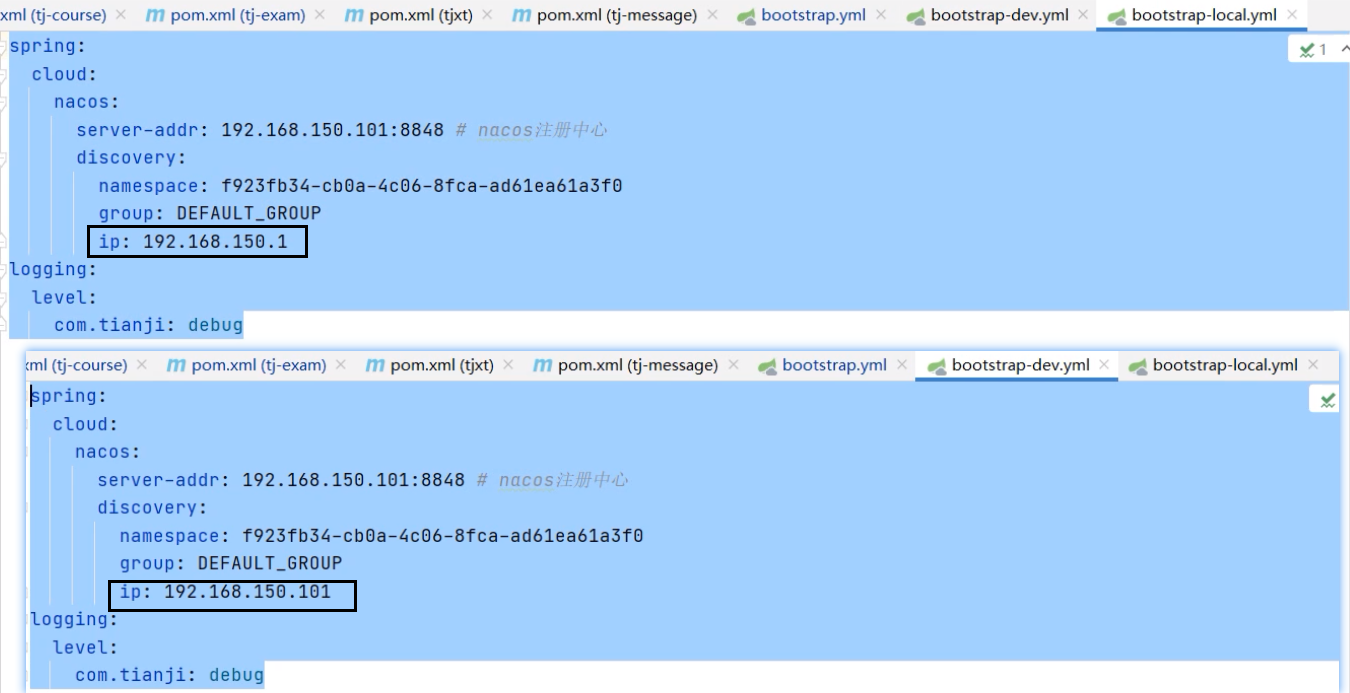 xml (tj-course) pom.xml (tj-exam) pom.xml (tjxt) pom.xml (tj-message) bootstrap.yml bootstrap-dev.yml bootstrap-local.yml
spring:
1
cloud:
nacos:
server-addr: 192.168.150.101:8848 # nacos注册中心
discovery:
namespace: f923fb34-cb0a-4c06-8fca-ad61ea61a3f0
group: DEFAULT_GROUP
ip: 192.168.150.1
logging:
level:
com.tianji: debug
xml (tj-course) pom.xml (tj-exam) pom.xml (tjxt) pom.xml (tj-message) bootstrap.yml bootstrap-dev.yml bootstrap-local.yml
spring:
cloud:
nacos:
server-addr: 192.168.150.101:8848 # nacos注册中心
discovery:
namespace: f923fb34-cb0a-4c06-8fca-ad61ea61a3f0
group: DEFAULT_GROUP
ip: 192.168.150.101
logging:
level:
com.tianji: debug